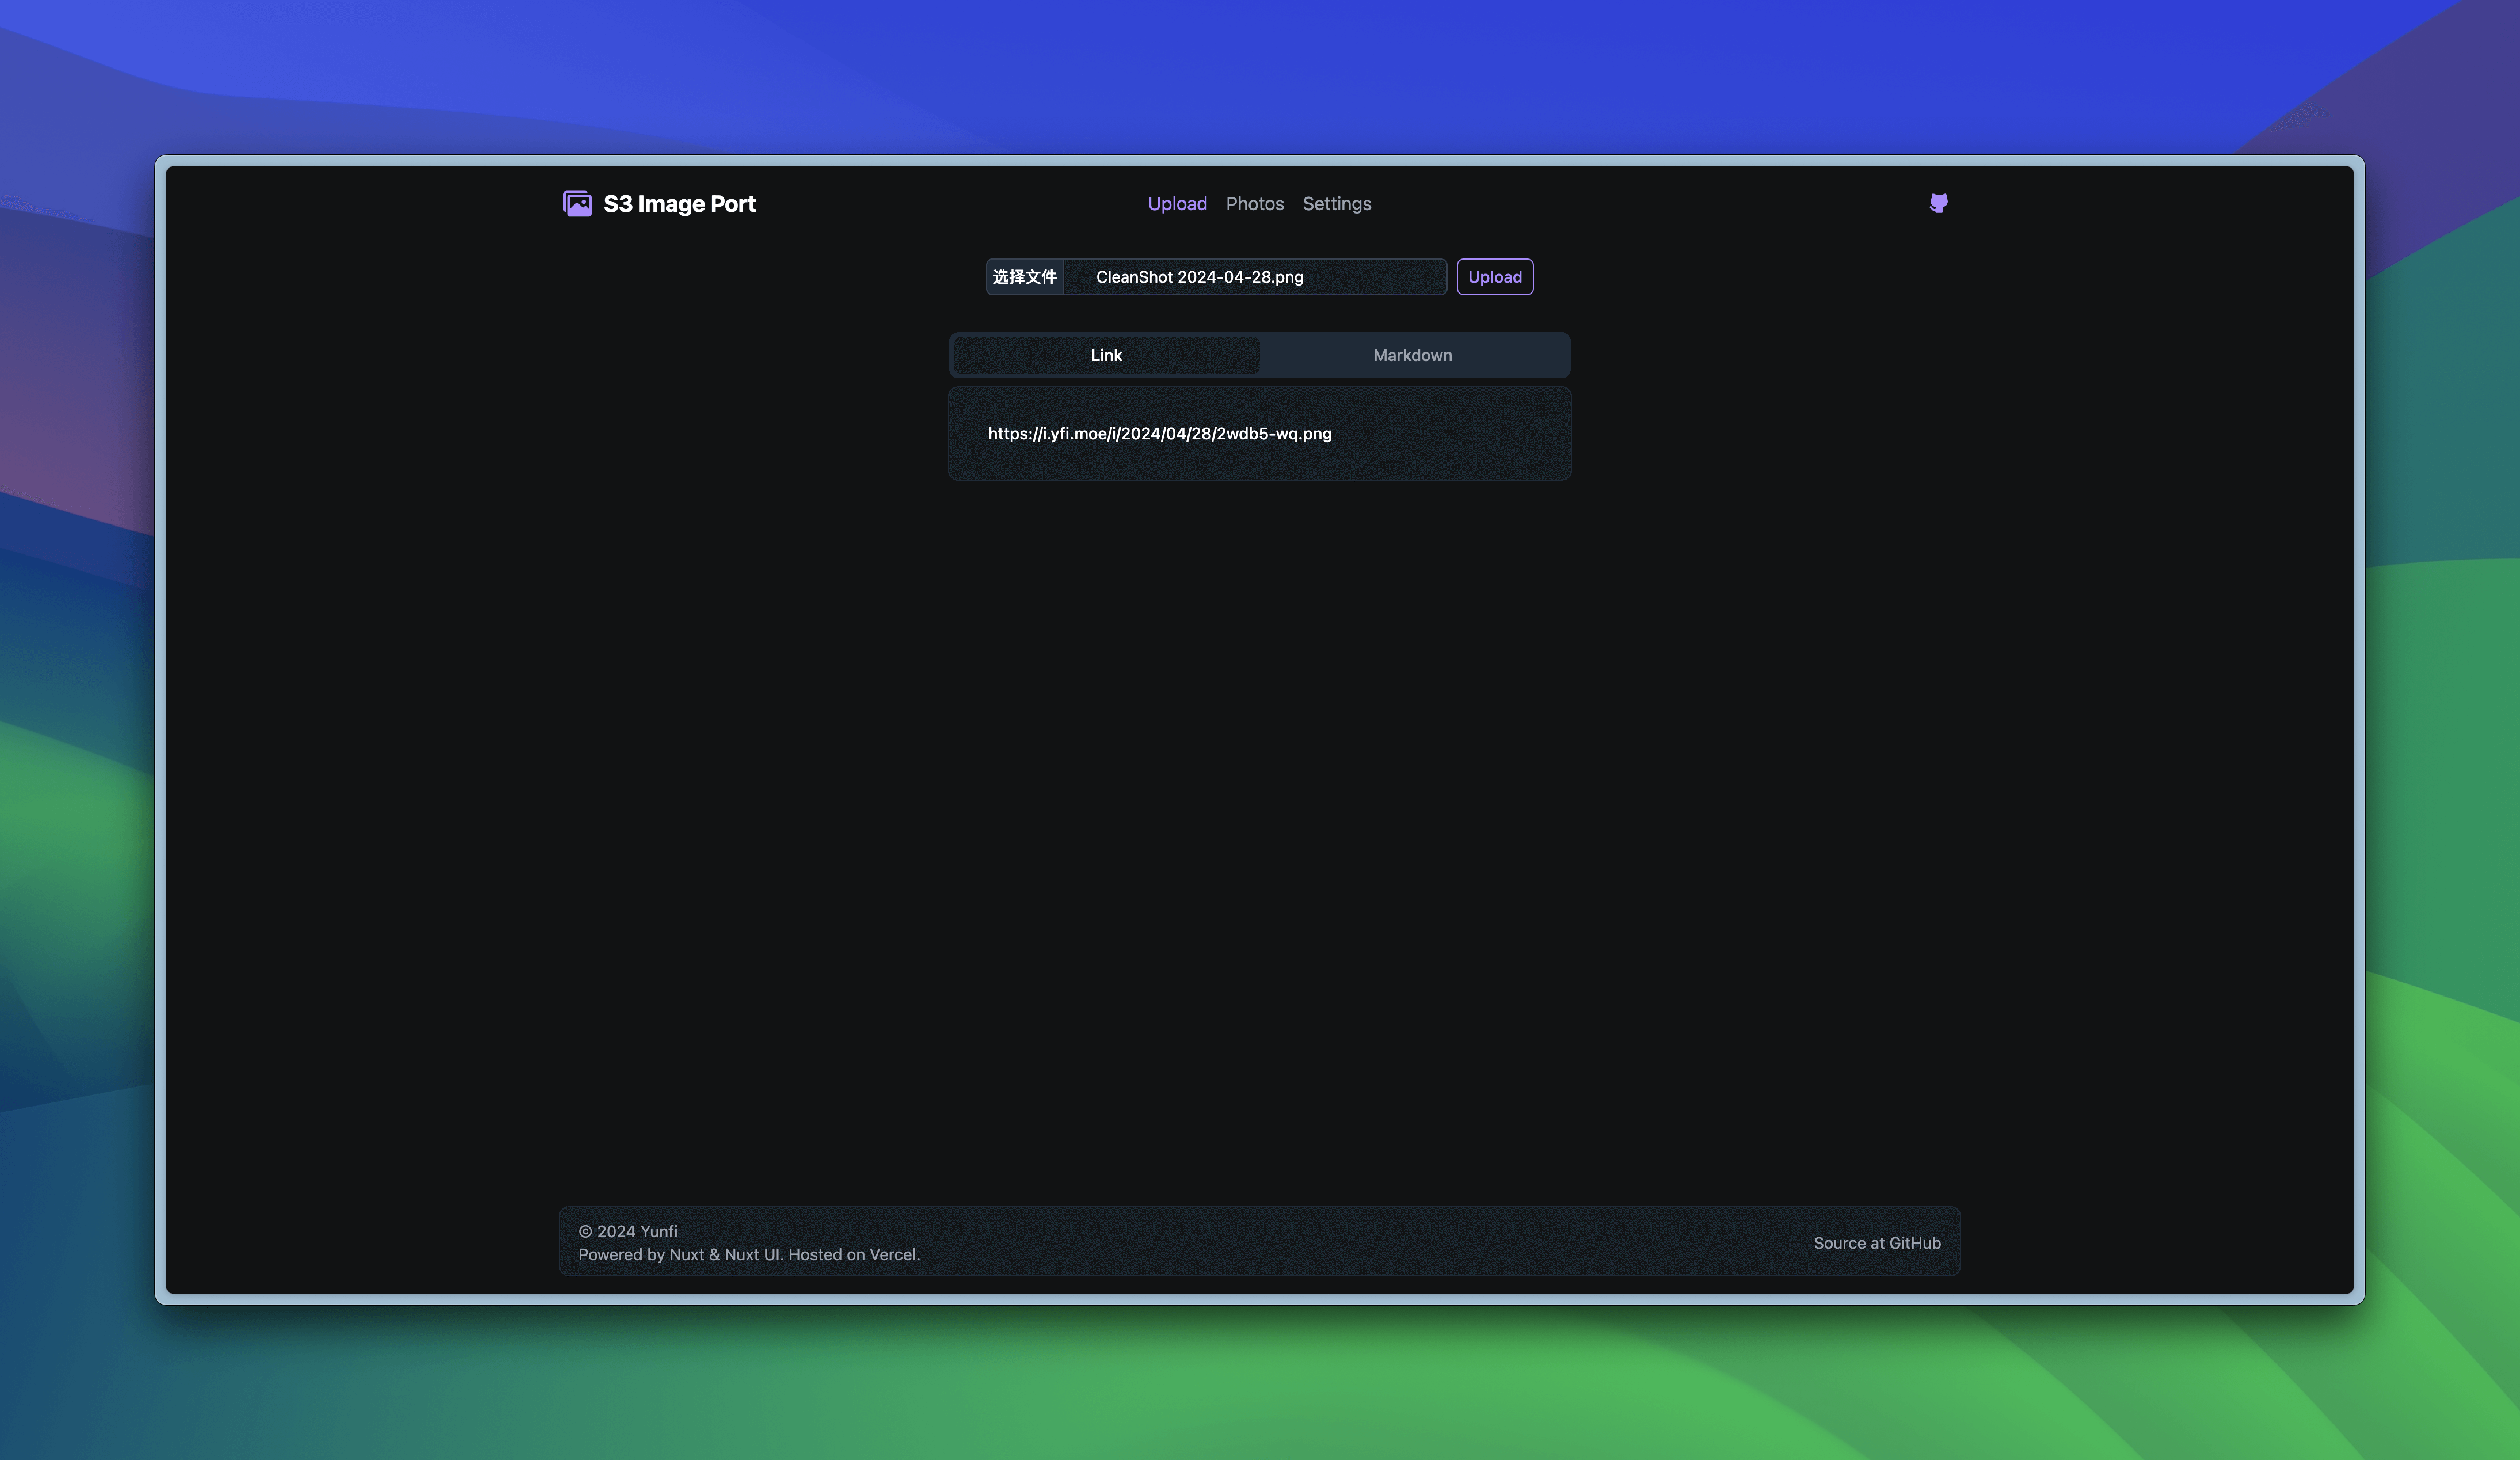 S3 Image Port
Upload Photos Settings
选择文件 CleanShot 2024-04-28.png Upload
Link Markdown
https://i.yfi.moe/i/2024/04/28/2wdb5-wq.png
© 2024 Yunfi
Powered by Nuxt & Nuxt UI. Hosted on Vercel.
Source at GitHub